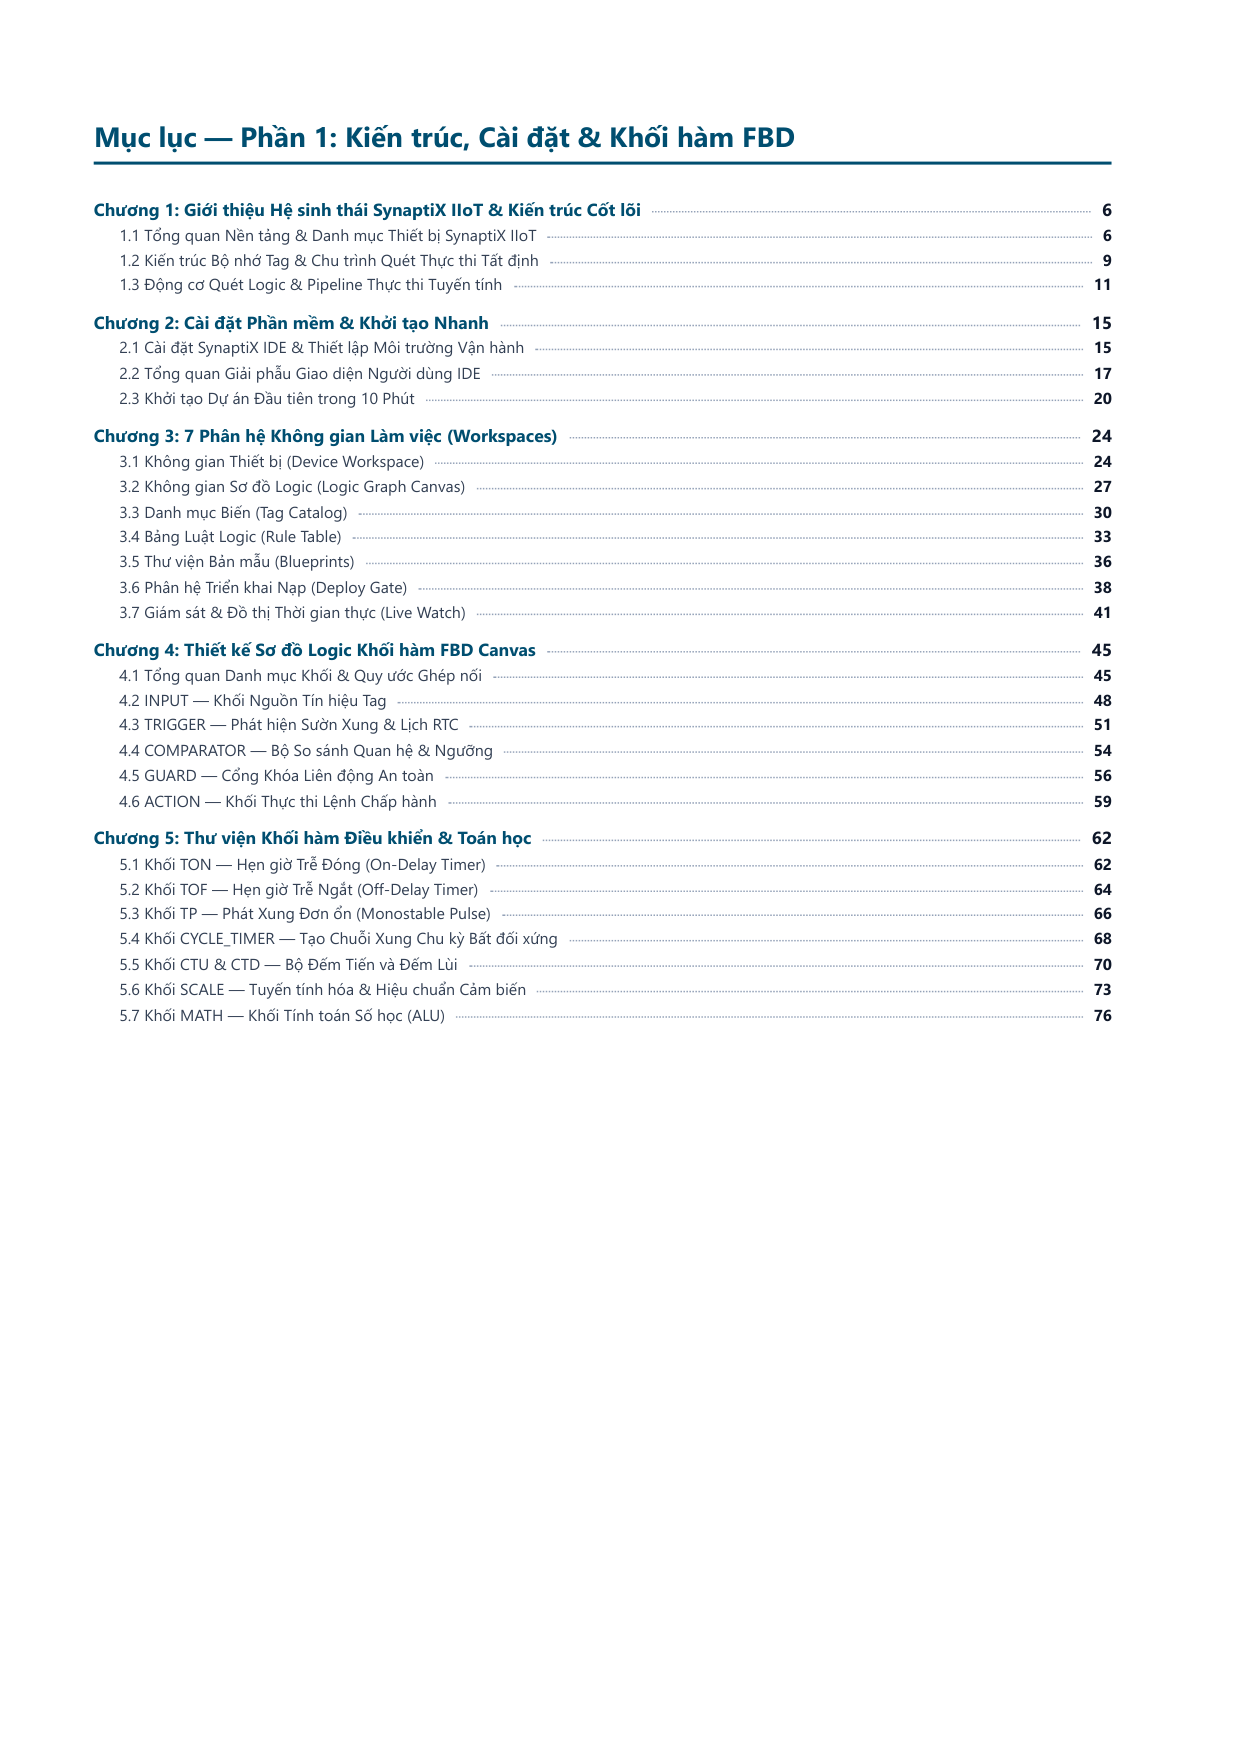 Mục lục — Phần 1: Kiến trúc, Cài đặt & Khối hàm FBD
Chương 1: Giới thiệu Hệ sinh thái SynaptiX IIoT & Kiến trúc Cốt lõi 6
1.1 Tổng quan Nền tảng & Danh mục Thiết bị SynaptiX IIoT 6
1.2 Kiến trúc Bộ nhớ Tag & Chu trình Quét Thực thi Tất định 9
1.3 Động cơ Quét Logic & Pipeline Thực thi Tuyến tính 11
Chương 2: Cài đặt Phần mềm & Khởi tạo Nhanh 15
2.1 Cài đặt SynaptiX IDE & Thiết lập Môi trường Vận hành 15
2.2 Tổng quan Giải phẫu Giao diện Người dùng IDE 17
2.3 Khởi tạo Dự án Đầu tiên trong 10 Phút 20
Chương 3: 7 Phân hệ Không gian Làm việc (Workspaces) 24
3.1 Không gian Thiết bị (Device Workspace) 24
3.2 Không gian Sơ đồ Logic (Logic Graph Canvas) 27
3.3 Danh mục Biến (Tag Catalog) 30
3.4 Bảng Luật Logic (Rule Table) 33
3.5 Thư viện Bản mẫu (Blueprints) 36
3.6 Phân hệ Triển khai Nạp (Deploy Gate) 38
3.7 Giám sát & Đồ thị Thời gian thực (Live Watch) 41
Chương 4: Thiết kế Sơ đồ Logic Khối hàm FBD Canvas 45
4.1 Tổng quan Danh mục Khối & Quy ước Ghép nối 45
4.2 INPUT — Khối Nguồn Tín hiệu Tag 48
4.3 TRIGGER — Phát hiện Sườn Xung & Lịch RTC 51
4.4 COMPARATOR — Bộ So sánh Quan hệ & Ngưỡng 54
4.5 GUARD — Cổng Khóa Liên động An toàn 56
4.6 ACTION — Khối Thực thi Lệnh Chấp hành 59
Chương 5: Thư viện Khối hàm Điều khiển & Toán học 62
5.1 Khối TON — Hẹn giờ Trễ Đóng (On-Delay Timer) 62
5.2 Khối TOF — Hẹn giờ Trễ Ngắt (Off-Delay Timer) 64
5.3 Khối TP — Phát Xung Đơn ổn (Monostable Pulse) 66
5.4 Khối CYCLE_TIMER — Tạo Chuỗi Xung Chu kỳ Bất đối xứng 68
5.5 Khối CTU & CTD — Bộ Đếm Tiến và Đếm Lùi 70
5.6 Khối SCALE — Tuyến tính hóa & Hiệu chuẩn Cảm biến 73
5.7 Khối MATH — Khối Tính toán Số học (ALU) 76